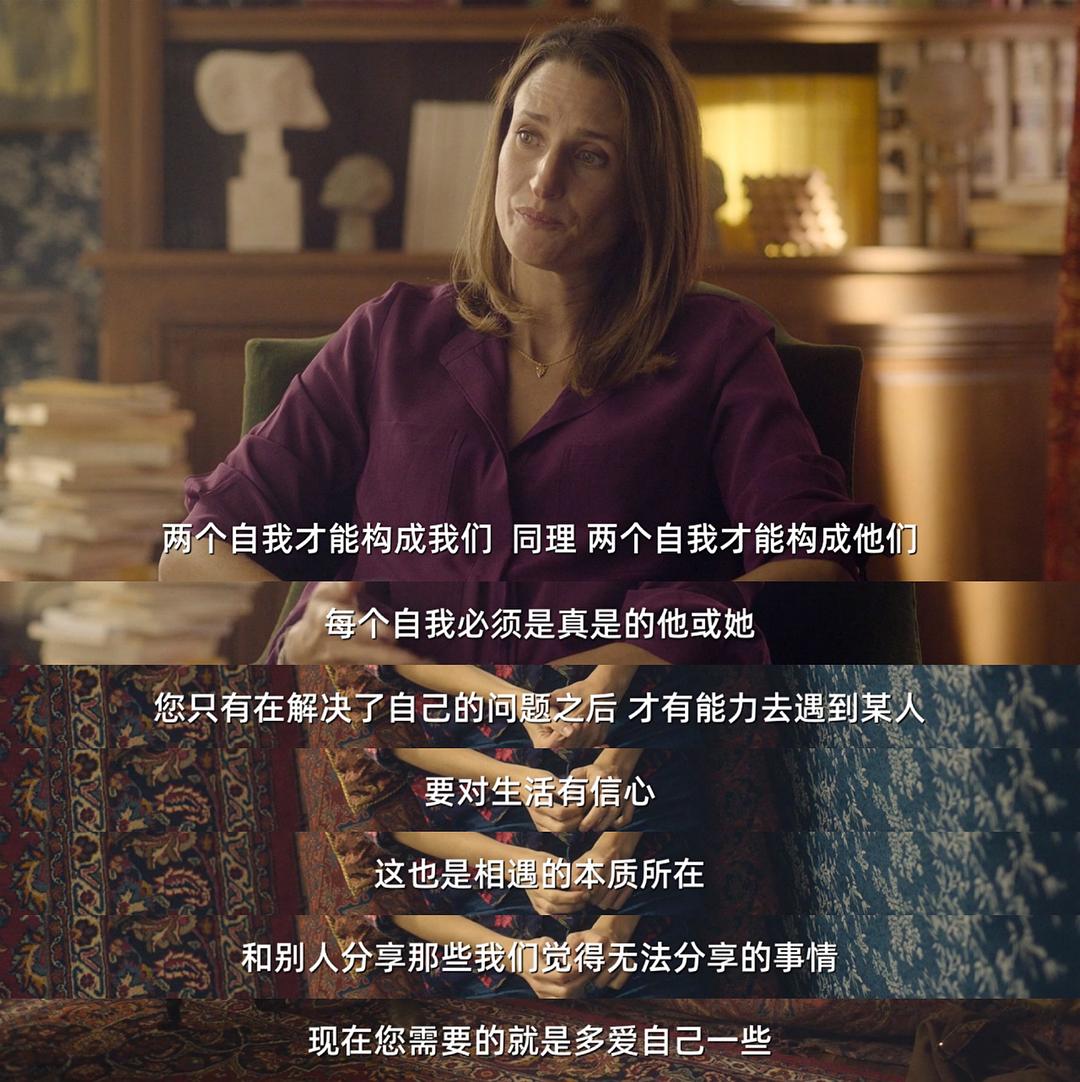 两个自我才能构成我们 同理 两个自我才能构成他们
每个自我必须是真是的他或她
您只有在解决了自己的问题之后 才有能力去遇到某人
要对生活有信心
这也是相遇的本质所在
和别人分享那些我们觉得无法分享的事情
现在您需要的就是多爱自己一些